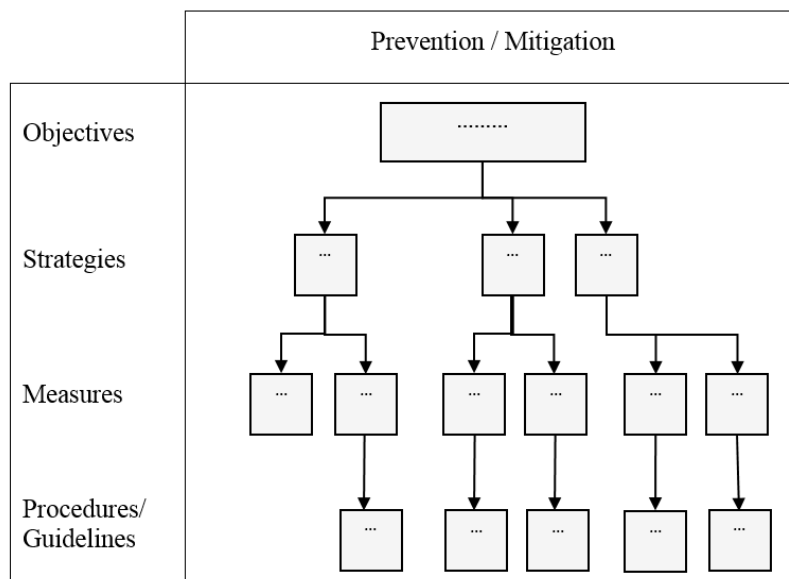 Prevention / Mitigation
Objectives
.........
Strategies
...
...
...
Measures
...
...
...
...
...
...
Procedures/
Guidelines
...
...
...
...
...